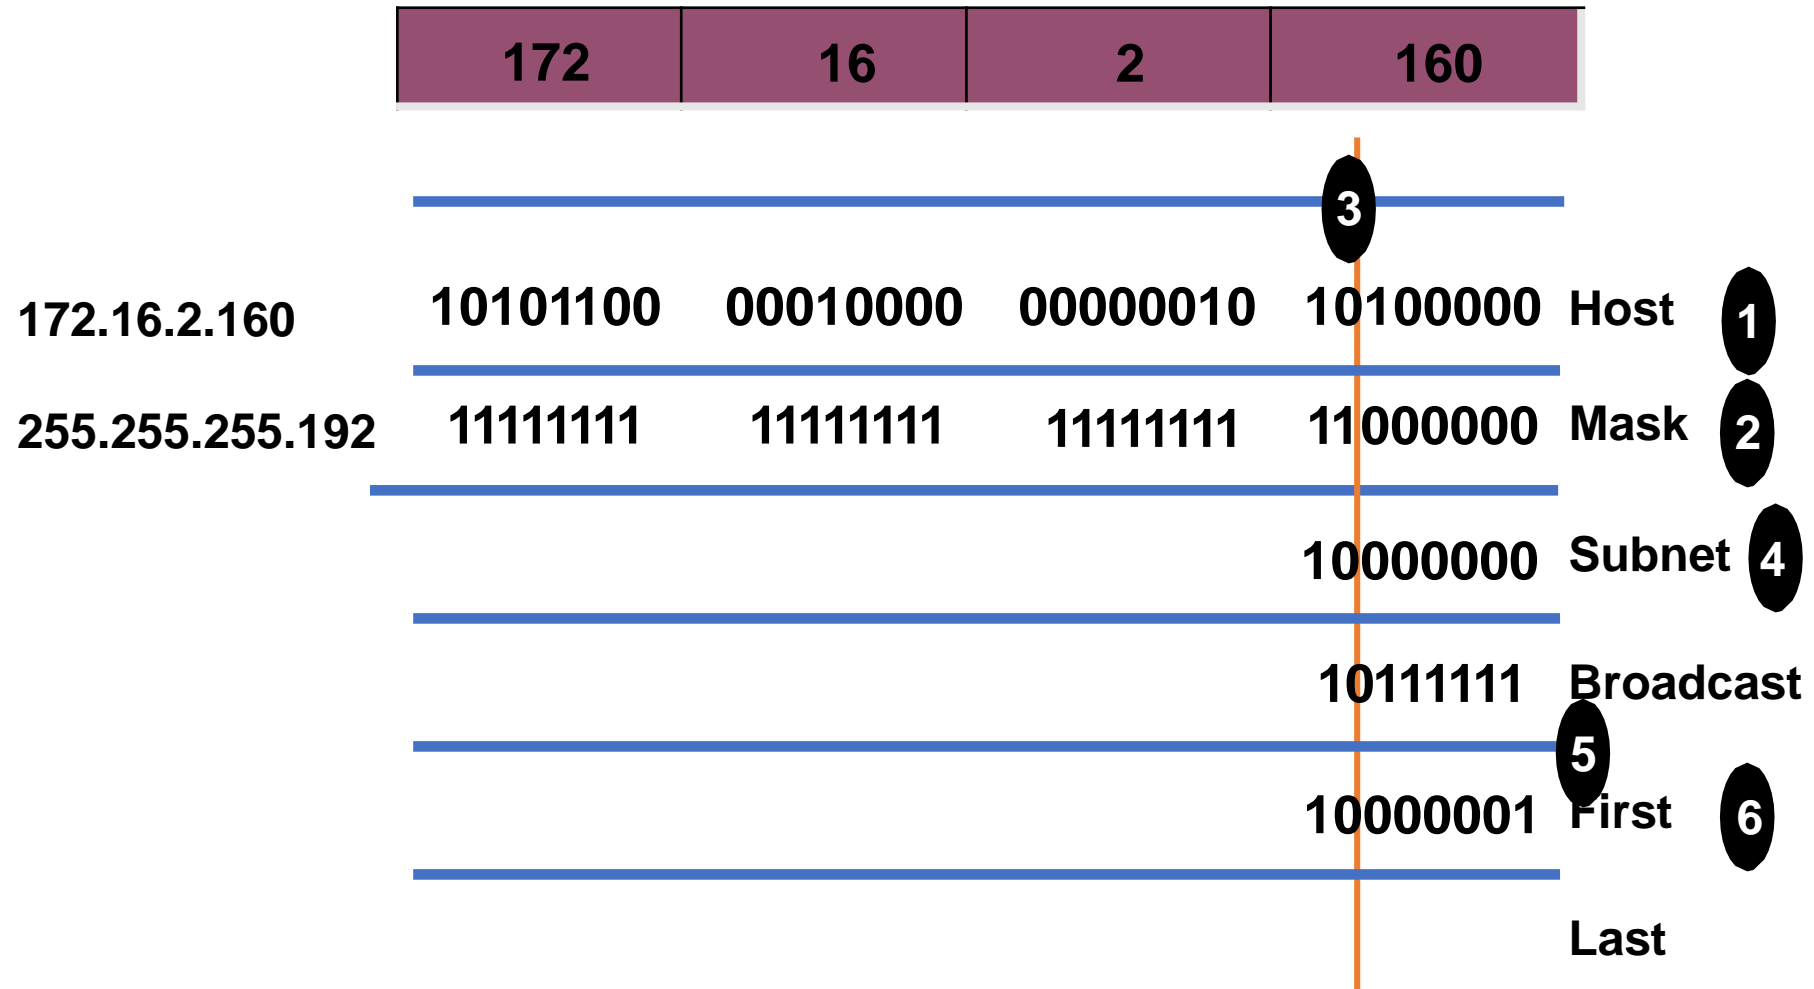 172 16 2 160
3
172.16.2.160 10101100 00010000 00000010 10100000 Host 1
255.255.255.192 11111111 11111111 11111111 11000000 Mask 2
10000000 Subnet 4
10111111 Broadcast
5
10000001 First 6
Last